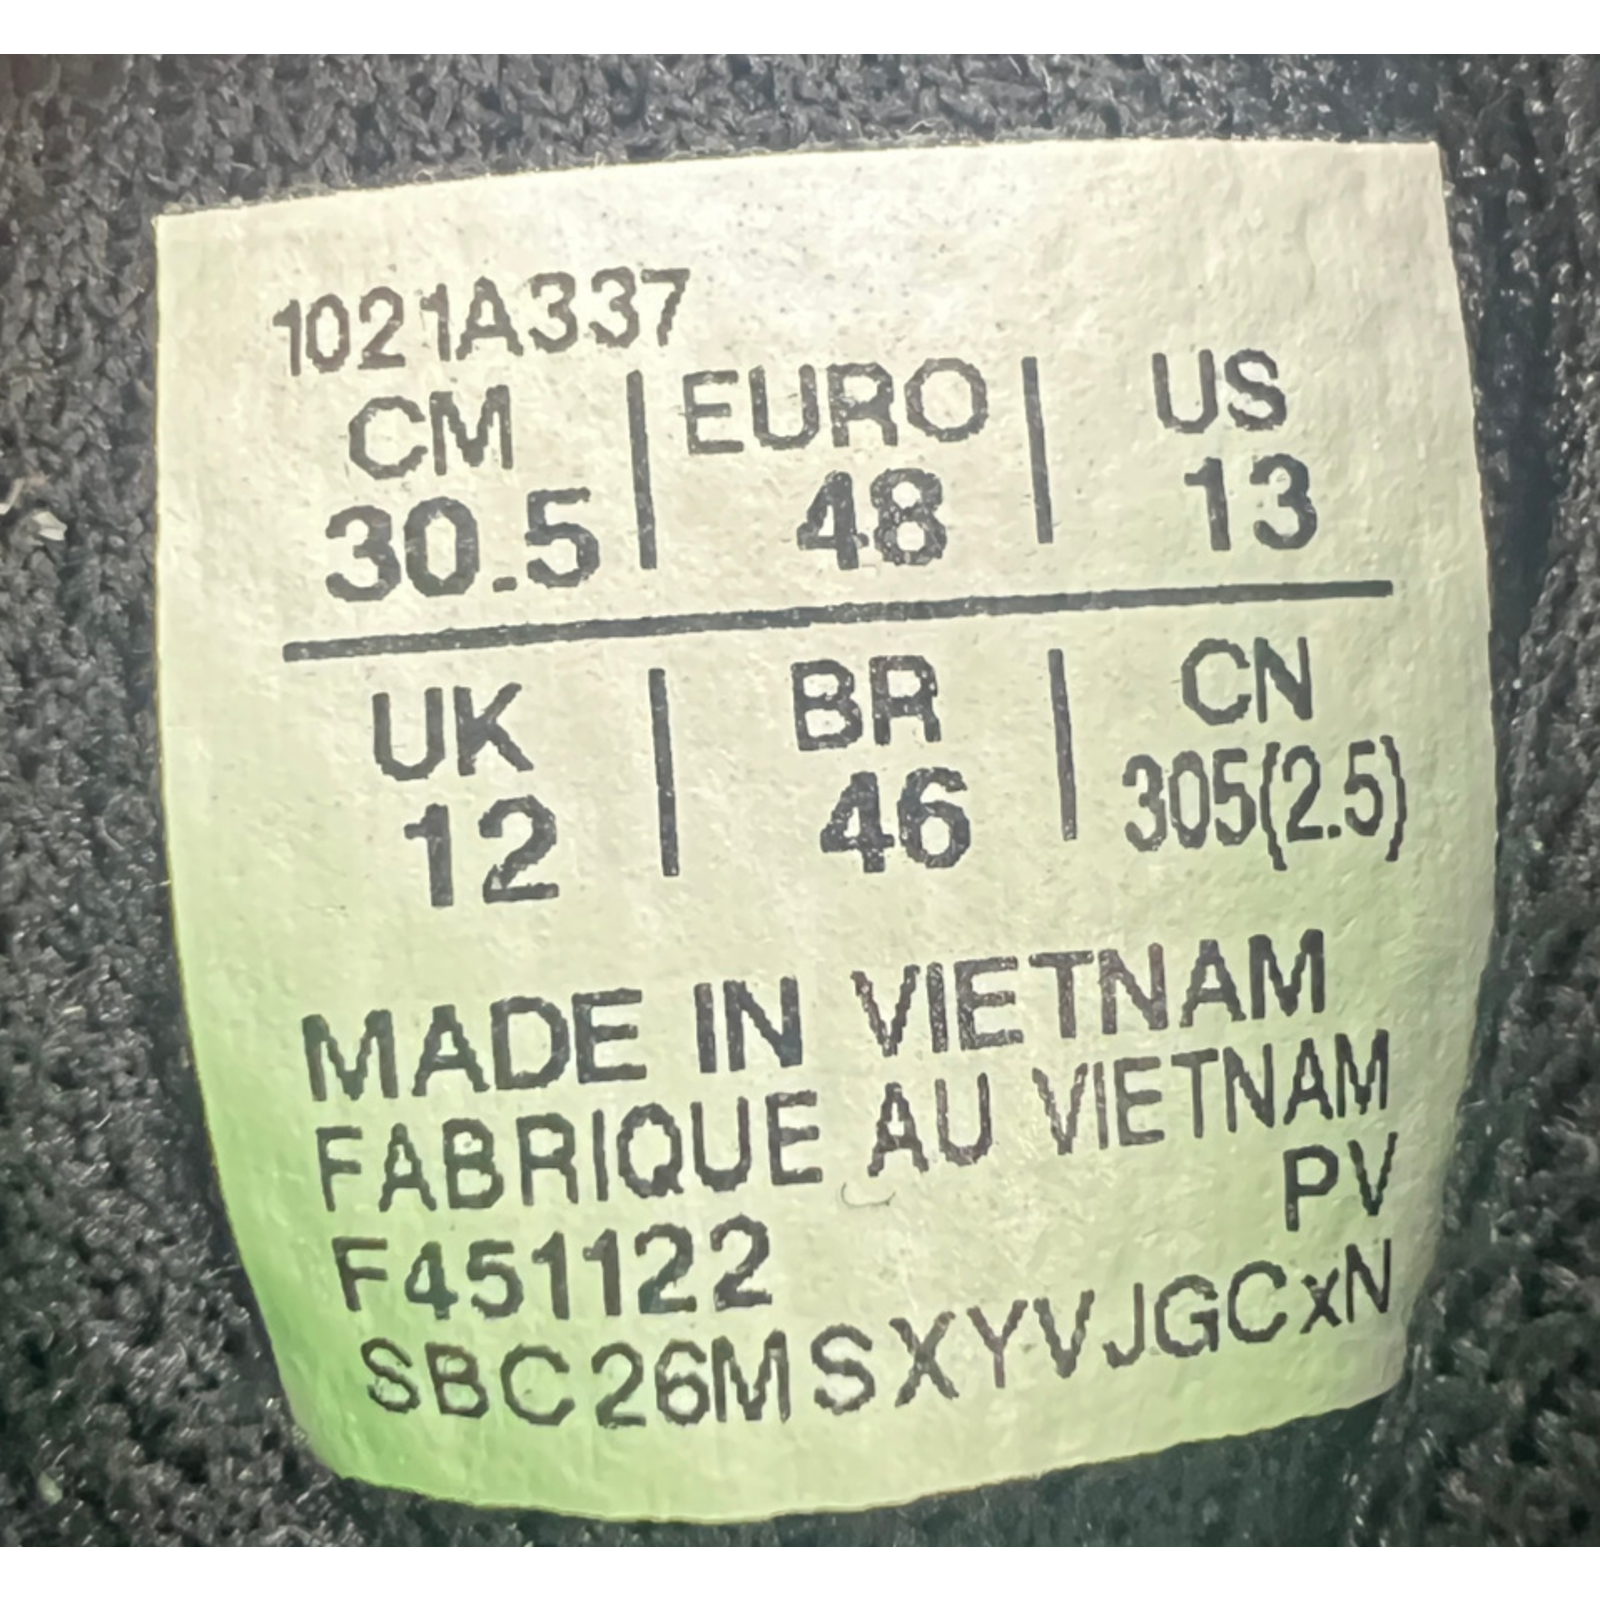 1021A337
CM | EURO | US
30.5 | 48 | 13
UK | BR | CN
12 | 46 | 305(2.5)
MADE IN VIETNAM
FABRIQUE AU VIETNAM
PV
F451122
SBC26MSXYVJGCxN